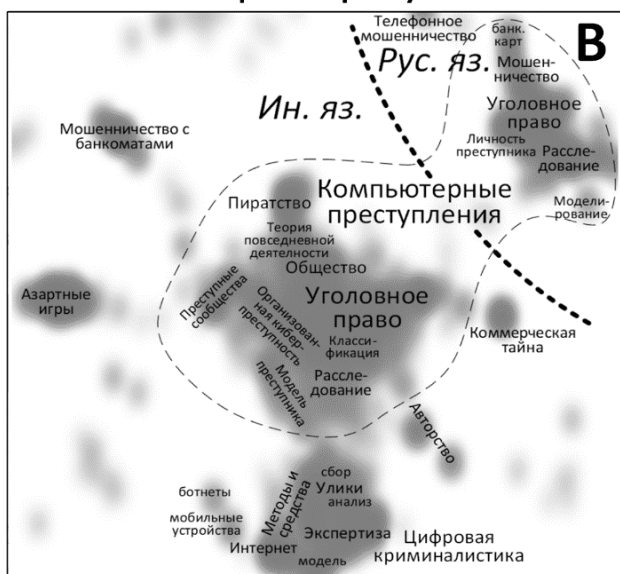 Телефонное
мошенничество
банк.
карт
В
Рус. яз.
Мошен-
ничество
Ин. яз.
Уголовное
право
Мошенничество с
банкоматами
Личность
преступника
Рассле-
дование
Компьютерные
преступления
Модели-
рование
Пиратство
Теория
повседневной
деятельности
Общество
Преступные
сообщества
Азартные
игры
Организован-
ная кибер-
преступность
Уголовное
право
Класси-
фикация
Коммерческая
тайна
Модель
преступника
Рассле-
дование
Авторство
сбор
Улики
анализ
Методы и
средства
ботнеты
мобильные
устройства
Экспертиза
Интернет
модель
Цифровая
криминалистика